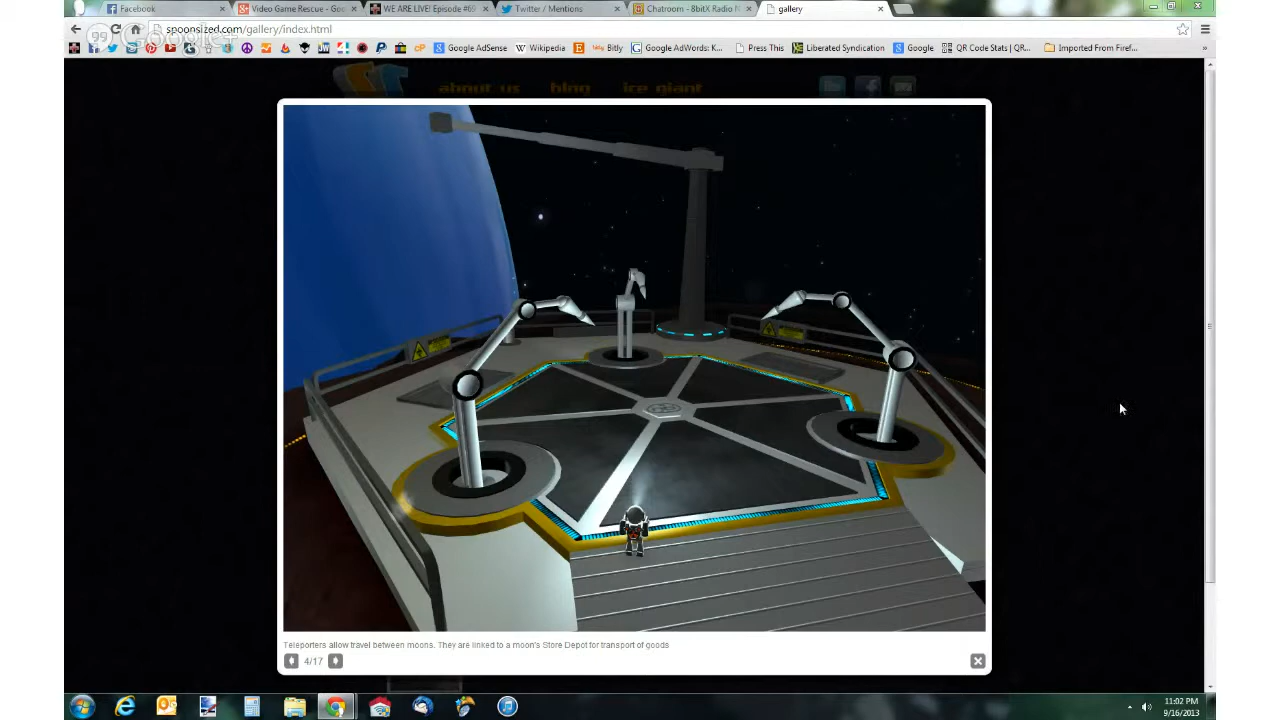 Facebook
Video Game Rescue - Goo
WE ARE LIVE! Episode #69
Twitter / Mentions
Chatroom - 8bitX Radio N
gallery
spoonsized.com/gallery/index.html
Google+
Google AdSense
Wikipedia
Bitly
Google AdWords: K...
Press This
Liberated Syndication
Google
QR Code Stats | QR...
Imported From Firef...
about us
blog
ice giant
Teleporters allow travel between moons. They are linked to a moon's Store Depot for transport of goods
4/17
11:02 PM
9/16/2013